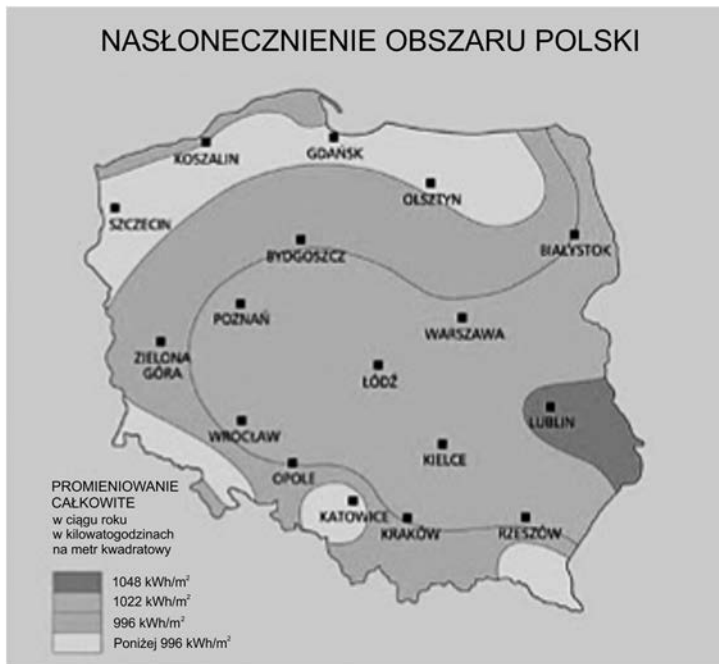 NASŁONECZNIENIE OBSZARU POLSKI
KOSZALIN
GDAŃSK
OLSZTYN
SZCZECIN
BYDGOSZCZ
BIAŁYSTOK
POZNAŃ
WARSZAWA
ZIELONA
GÓRA
ŁÓDŹ
LUBLIN
WROCŁAW
KIELCE
OPOLE
KATOWICE
KRAKÓW
RZESZÓW
PROMIENIOWANIE
CAŁKOWITE
w ciągu roku
w kilowatogodzinach
na metr kwadratowy
1048 kWh/m²
1022 kWh/m²
996 kWh/m²
Poniżej 996 kWh/m²